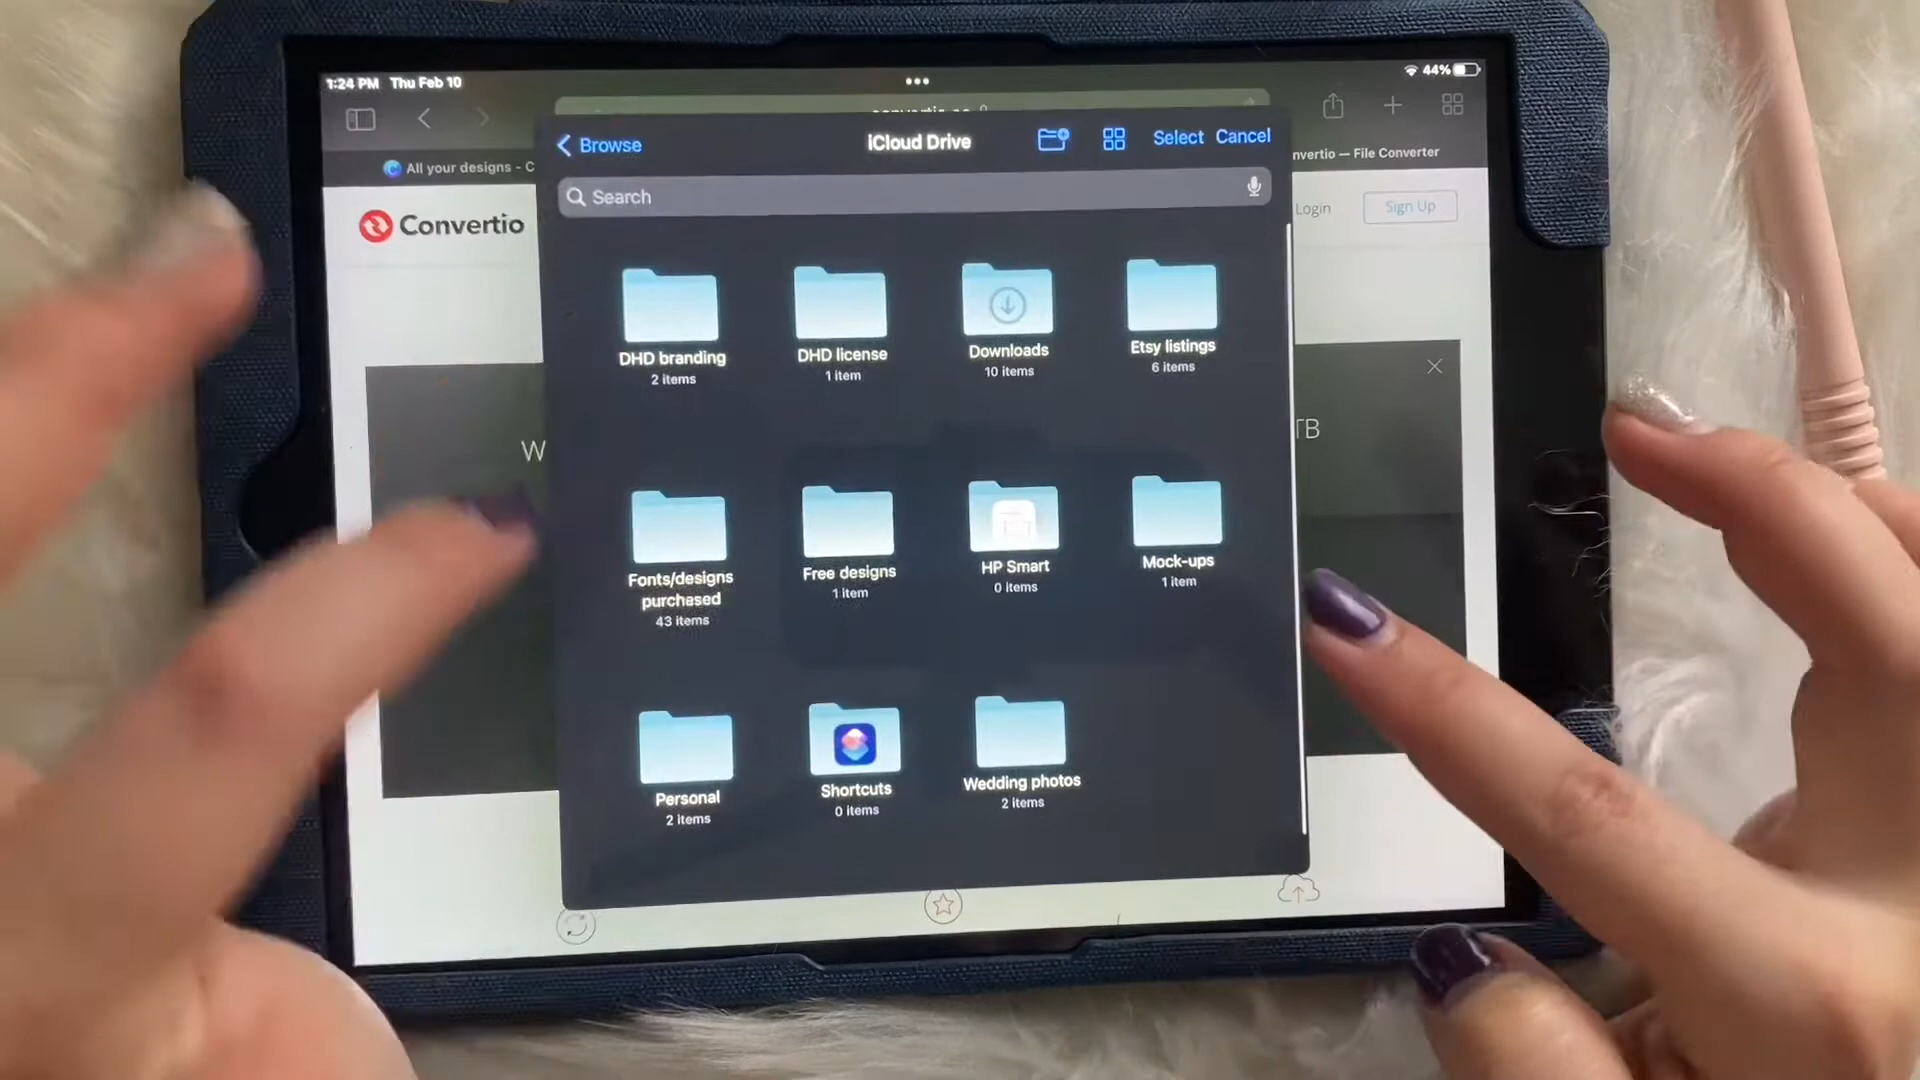 1:24 PM Thu Feb 10
44%
Browse
iCloud Drive
Select Cancel
All your designs - C
nvertio — File Converter
Search
Convertio
Login
Sign Up
DHD branding
2 items
DHD license
1 item
Downloads
10 items
Etsy listings
6 items
W
TB
Fonts/designs
purchased
43 items
Free designs
1 item
HP Smart
0 items
Mock-ups
1 item
Personal
2 items
Shortcuts
0 items
Wedding photos
2 items